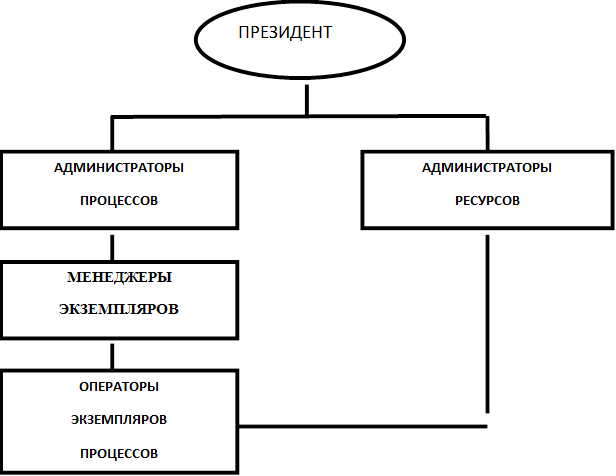 ПРЕЗИДЕНТ
АДМИНИСТРАТОРЫ
ПРОЦЕССОВ
АДМИНИСТРАТОРЫ
РЕСУРСОВ
МЕНЕДЖЕРЫ
ЭКЗЕМПЛЯРОВ
ОПЕРАТОРЫ
ЭКЗЕМПЛЯРОВ
ПРОЦЕССОВ